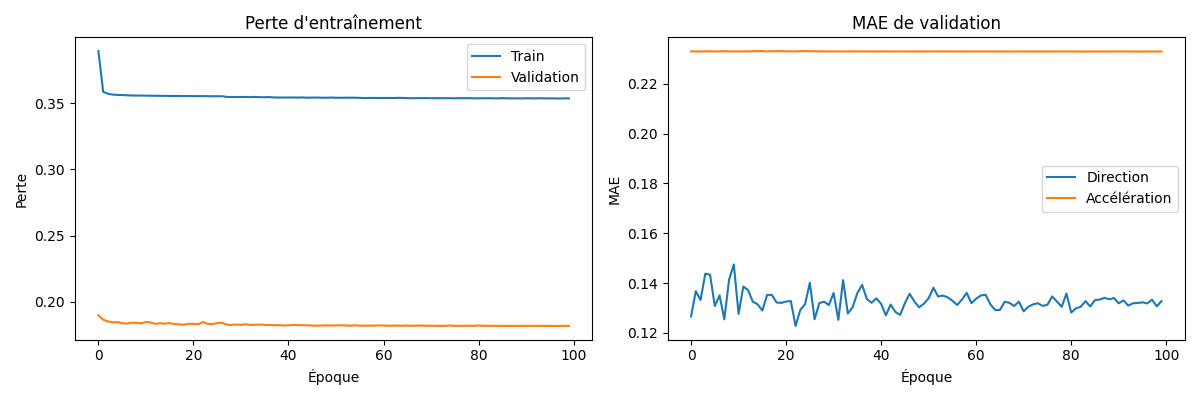 Perte d'entraînement
Train
Validation
0.35
0.30
0.25
0.20
Perte
0 20 40 60 80 100
Époque
MAE de validation
Direction
Accélération
0.22
0.20
0.18
0.16
0.14
0.12
MAE
0 20 40 60 80 100
Époque